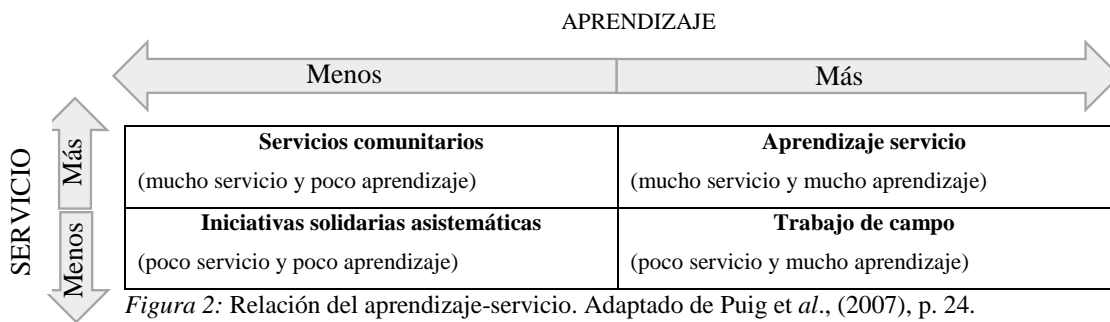 APRENDIZAJE
Menos
Más
SERVICIO
Más
Menos
Servicios comunitarios
(mucho servicio y poco aprendizaje)
Aprendizaje servicio
(mucho servicio y mucho aprendizaje)
Iniciativas solidarias asistemáticas
(poco servicio y poco aprendizaje)
Trabajo de campo
(poco servicio y mucho aprendizaje)
Figura 2: Relación del aprendizaje-servicio. Adaptado de Puig et al., (2007), p. 24.